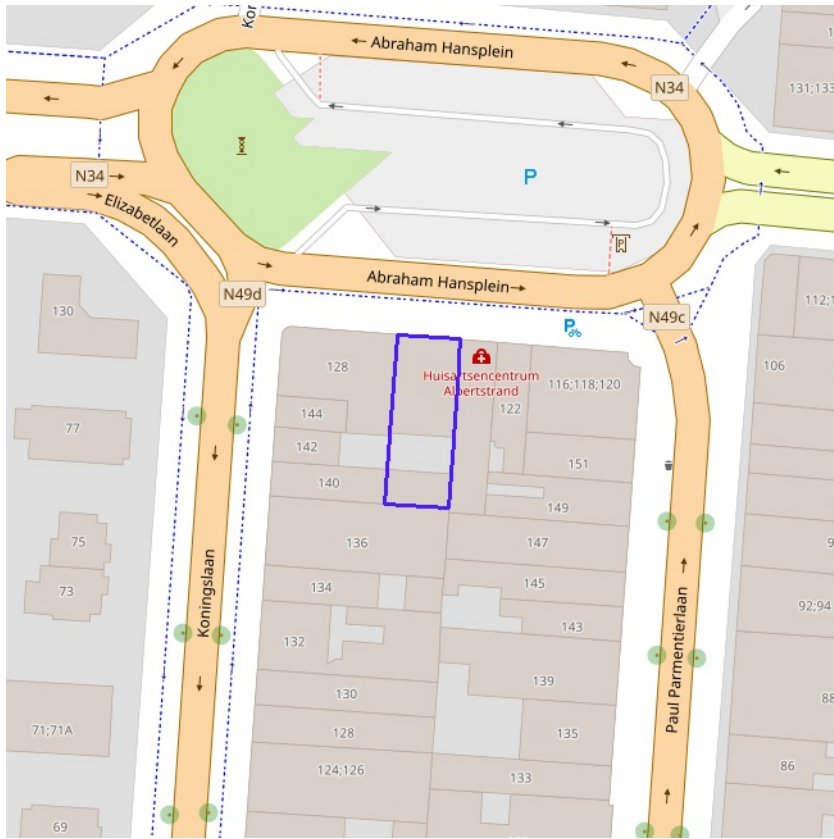 Kon
Abraham Hansplein
N34
131;133
N34
P
Elizabetlaan
P
Abraham Hansplein
N49d
N49c
P
112;1
130
128
Huisartsencentrum
Albertstrand
116;118;120
106
144
122
77
142
151
140
149
75
136
147
73
134
145
92;94
143
132
Koningslaan
Paul Parmentierlaan
139
130
88
71;71A
128
135
124;126
133
86
69